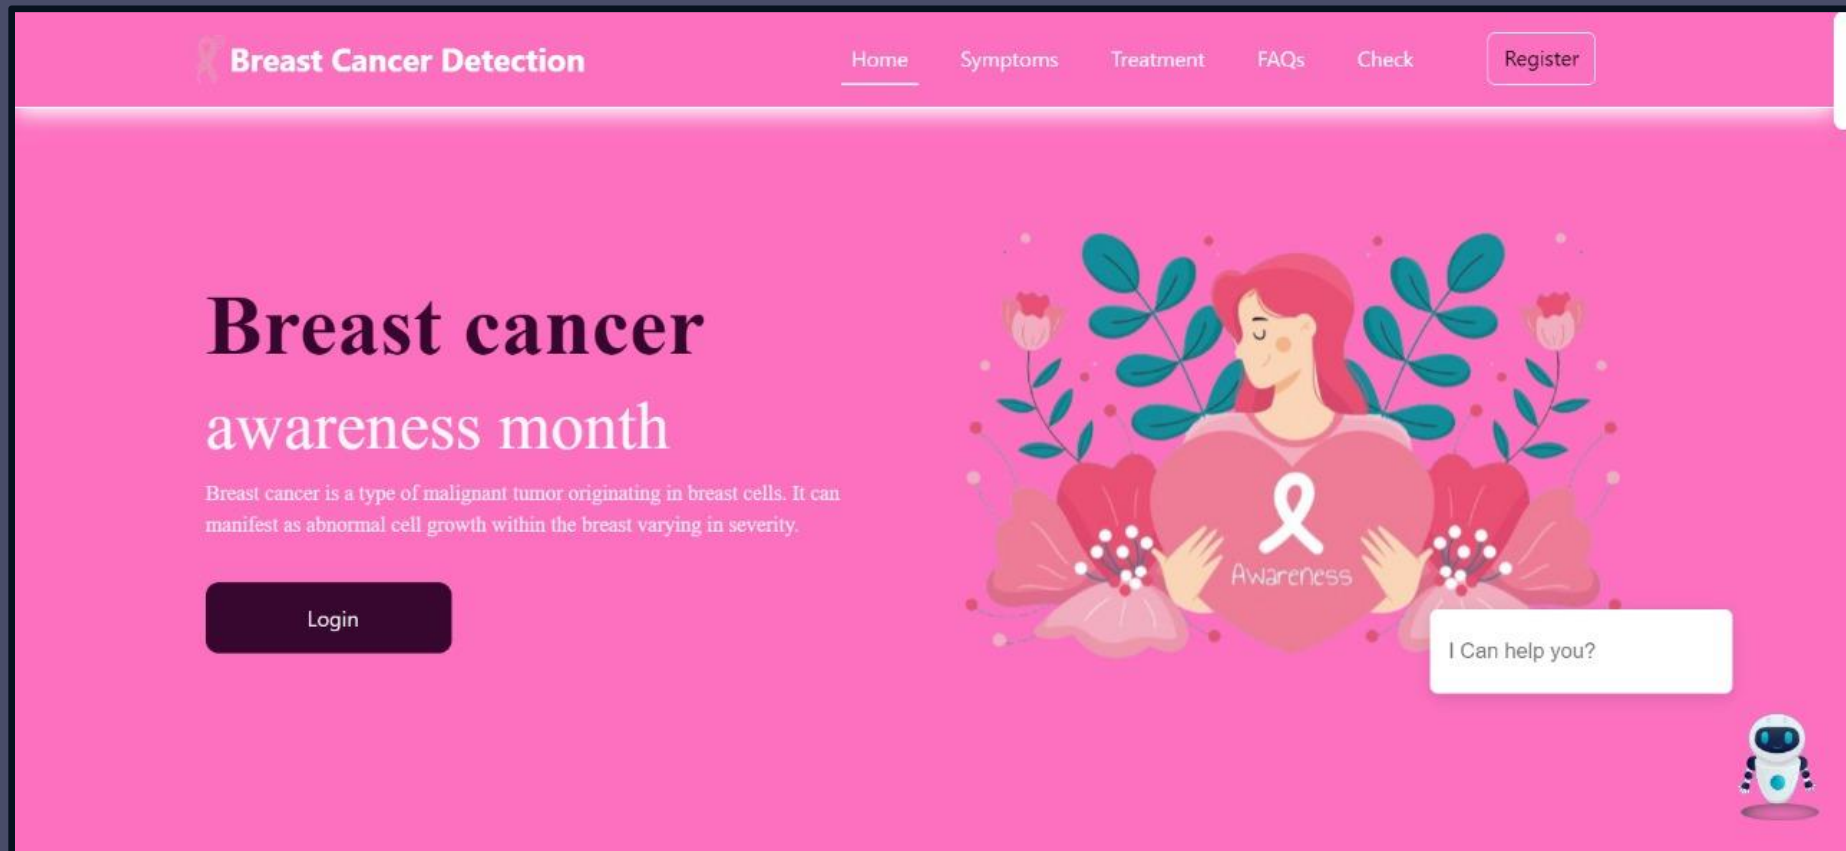 Breast Cancer Detection
Home Symptoms Treatment FAQs Check Register
Breast cancer
awareness month
Breast cancer is a type of malignant tumor originating in breast cells. It can
manifest as abnormal cell growth within the breast varying in severity.
Login
Awareness
I Can help you?